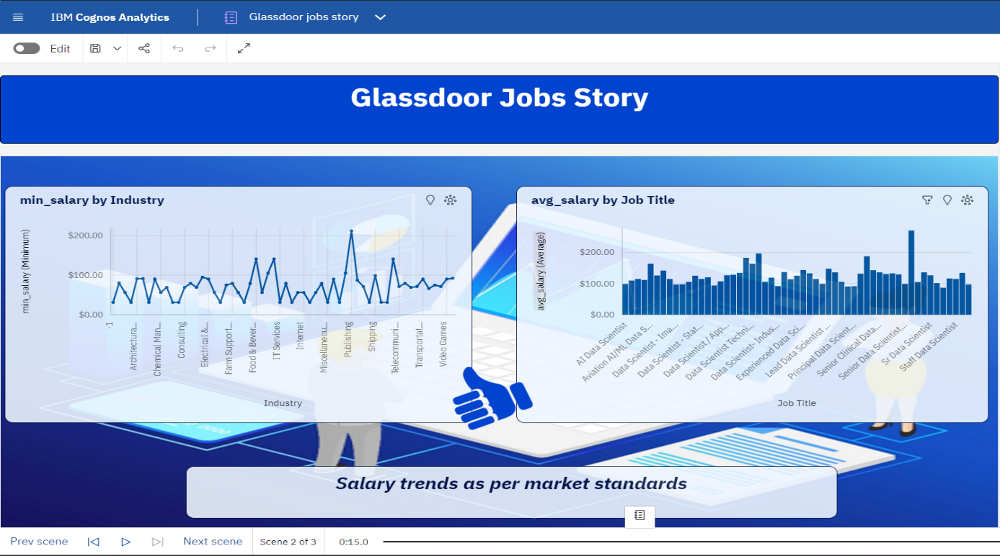 IBM Cognos Analytics
Glassdoor jobs story
Edit
Glassdoor Jobs Story
min_salary by Industry
min_salary (Minimum)
$200.00
$100.00
$0.00
-1
Architectura...
Chemical Man...
Consulting
Electrical &...
Farm Support...
Food & Bever...
IT Services
Internet
Miscellaneou...
Publishing
Shipping
Telecommuni...
Transportat...
Video Games
Industry
avg_salary by Job Title
avg_salary (Average)
$200.00
$100.00
$0.00
AI Data Scientist
Aviation AI/ML Data S...
Data Scientist - Ima...
Data Scientist - Stat...
Data Scientist / App...
Data Scientist Techni...
Data Scientist- Indus...
Experienced Data Sci...
Lead Data Scientist ...
Principal Data Scient...
Senior Clinical Data...
Senior Data Scientist...
Sr Data Scientist
Staff Data Scientist
Job Title
Salary trends as per market standards
Prev scene
Next scene
Scene 2 of 3
0:15.0